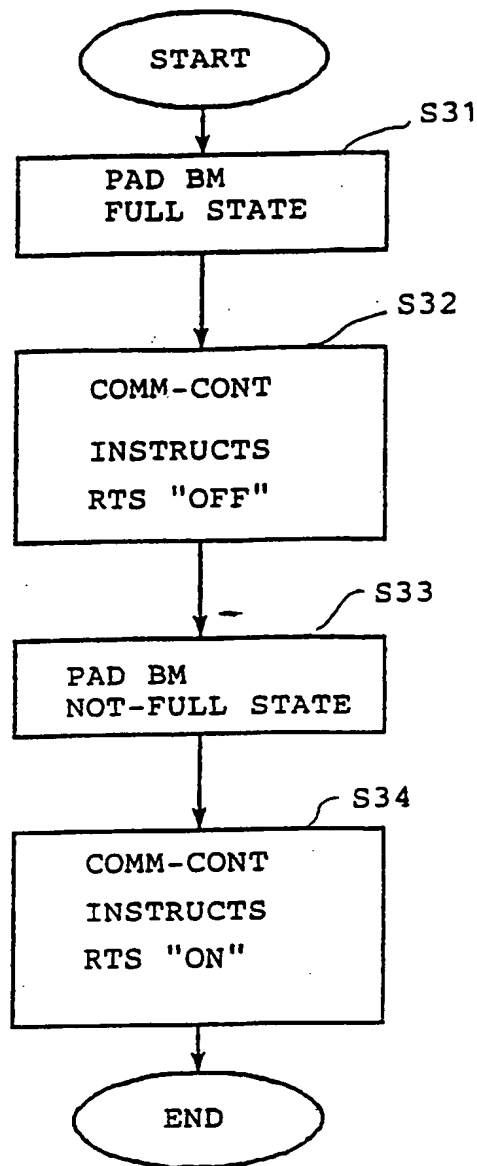 START
S31
PAD BM
FULL STATE
S32
COMM-CONT
INSTRUCTS
RTS "OFF"
S33
PAD BM
NOT-FULL STATE
S34
COMM-CONT
INSTRUCTS
RTS "ON"
END